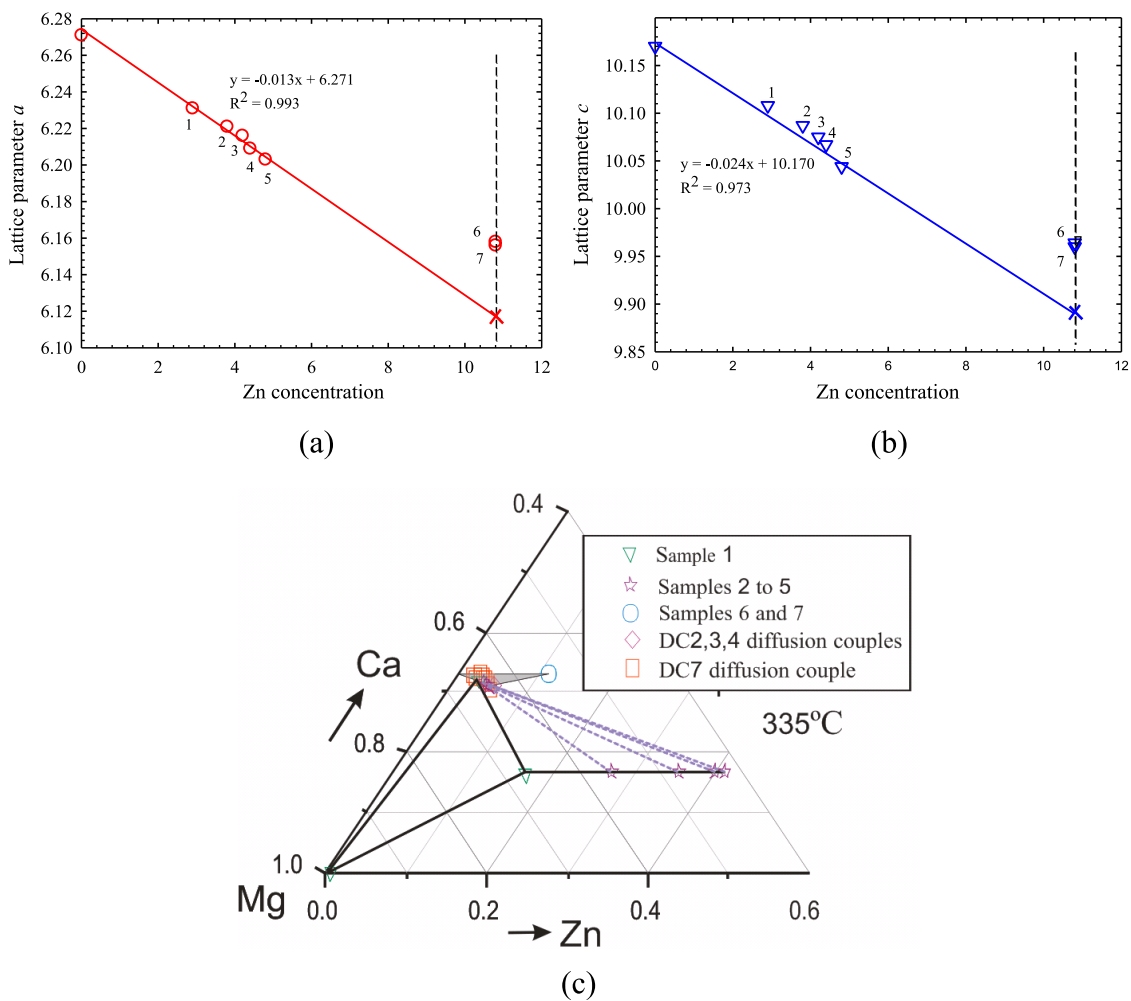 6.28
6.26
6.24
6.22
6.20
6.18
6.16
6.14
6.12
6.10
Lattice parameter a
y = -0.013x + 6.271
R² = 0.993
1
2
3
4
5
6
7
0 2 4 6 8 10 12
Zn concentration
(a)
10.15
10.10
10.05
10.00
9.95
9.90
9.85
Lattice parameter c
1
2
3
4
5
y = -0.024x + 10.170
R² = 0.973
6
7
0 2 4 6 8 10 12
Zn concentration
(b)
0.4
0.6
Ca
0.8
1.0
Mg
0.0 0.2 0.4 0.6
Zn
Sample 1
Samples 2 to 5
Samples 6 and 7
DC2,3,4 diffusion couples
DC7 diffusion couple
335ºC
(c)